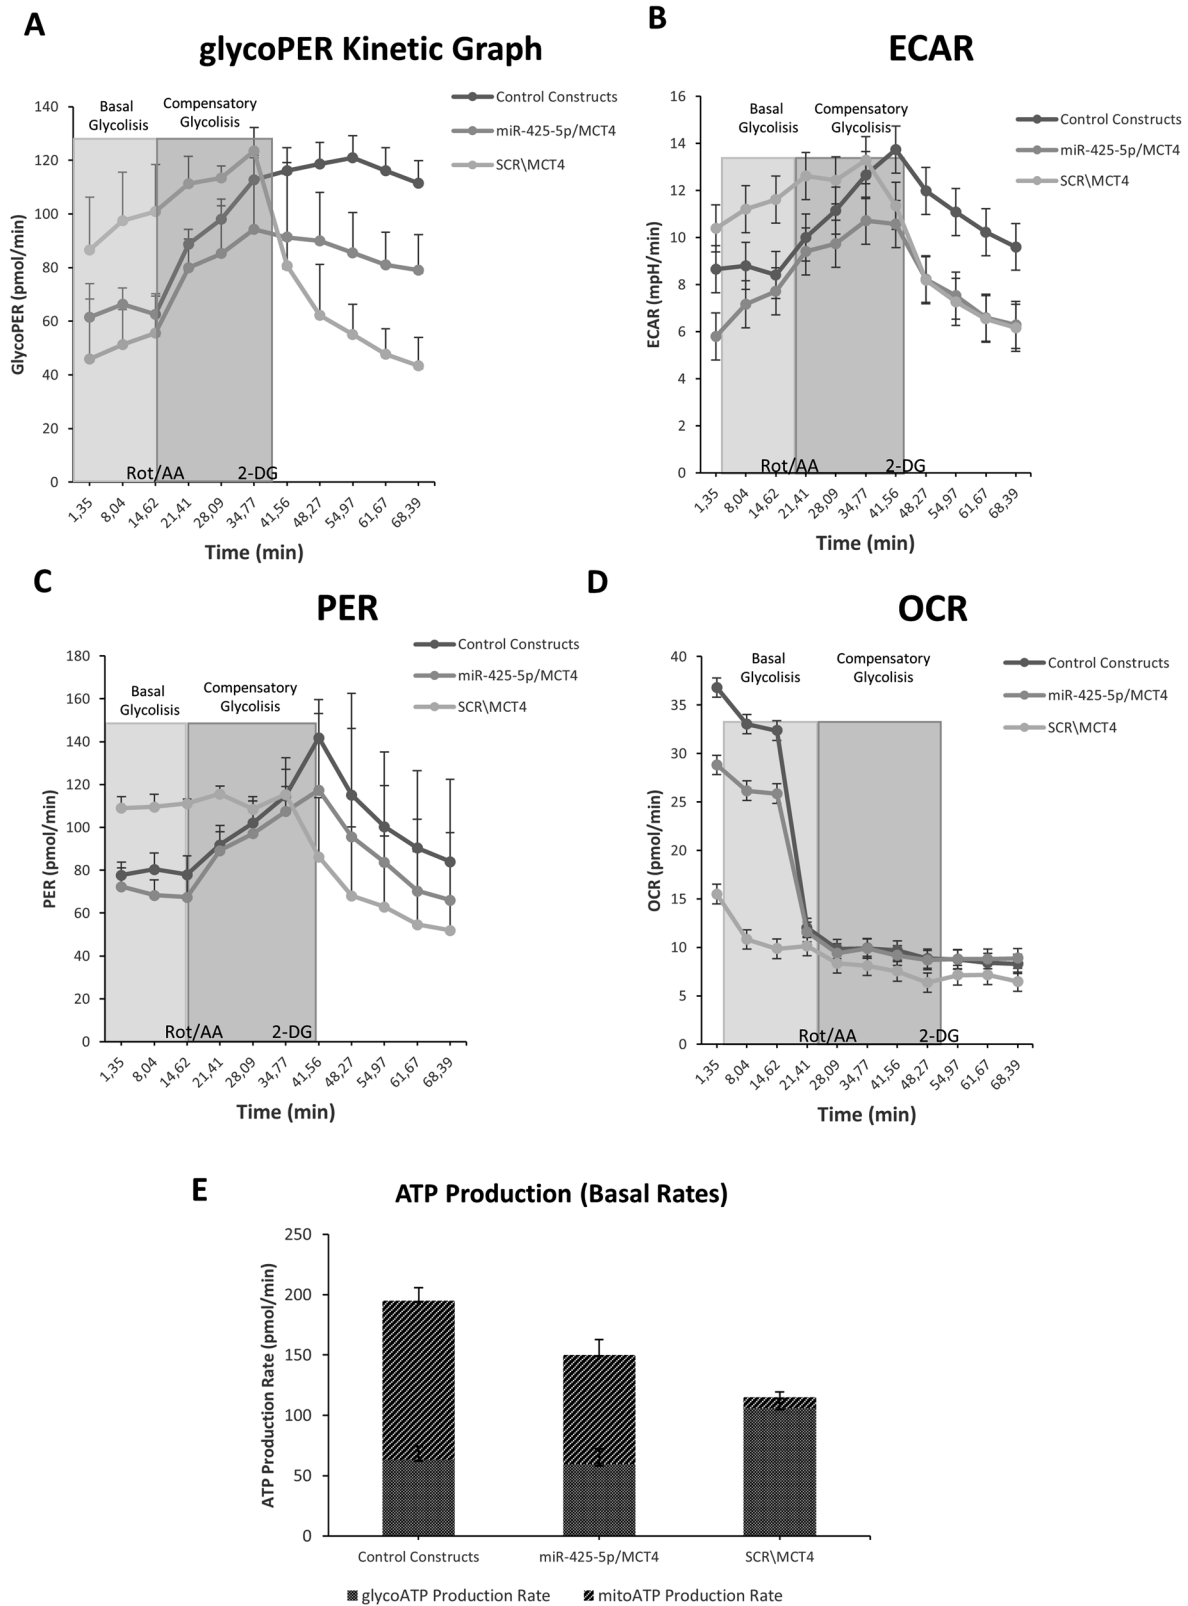 A
glycoPER Kinetic Graph
GlycoPER (pmol/min)
140
120
100
80
60
40
20
0
Basal
Glycolisis
Compensatory
Glycolisis
Rot/AA
2-DG
1,35
8,04
14,62
21,41
28,09
34,77
41,56
48,27
54,97
61,67
68,39
Time (min)
Control Constructs
miR-425-5p/MCT4
SCR\MCT4
B
ECAR
ECAR (mpH/min)
16
14
12
10
8
6
4
2
0
Basal
Glycolisis
Compensatory
Glycolisis
Rot/AA
2-DG
1,35
8,04
14,62
21,41
28,09
34,77
41,56
48,27
54,97
61,67
68,39
Time (min)
Control Constructs
miR-425-5p/MCT4
SCR\MCT4
C
PER
PER (pmol/min)
180
160
140
120
100
80
60
40
20
0
Basal
Glycolisis
Compensatory
Glycolisis
Rot/AA
2-DG
1,35
8,04
14,62
21,41
28,09
34,77
41,56
48,27
54,97
61,67
68,39
Time (min)
Control Constructs
miR-425-5p/MCT4
SCR\MCT4
D
OCR
OCR (pmol/min)
40
35
30
25
20
15
10
5
0
Basal
Glycolisis
Compensatory
Glycolisis
Rot/AA
2-DG
1,35
8,04
14,62
21,41
28,09
34,77
41,56
48,27
54,97
61,67
68,39
Time (min)
Control Constructs
miR-425-5p/MCT4
SCR\MCT4
E
ATP Production (Basal Rates)
ATP Production Rate (pmol/min)
250
200
150
100
50
0
Control Constructs
miR-425-5p/MCT4
SCR\MCT4
glycoATP Production Rate
mitoATP Production Rate